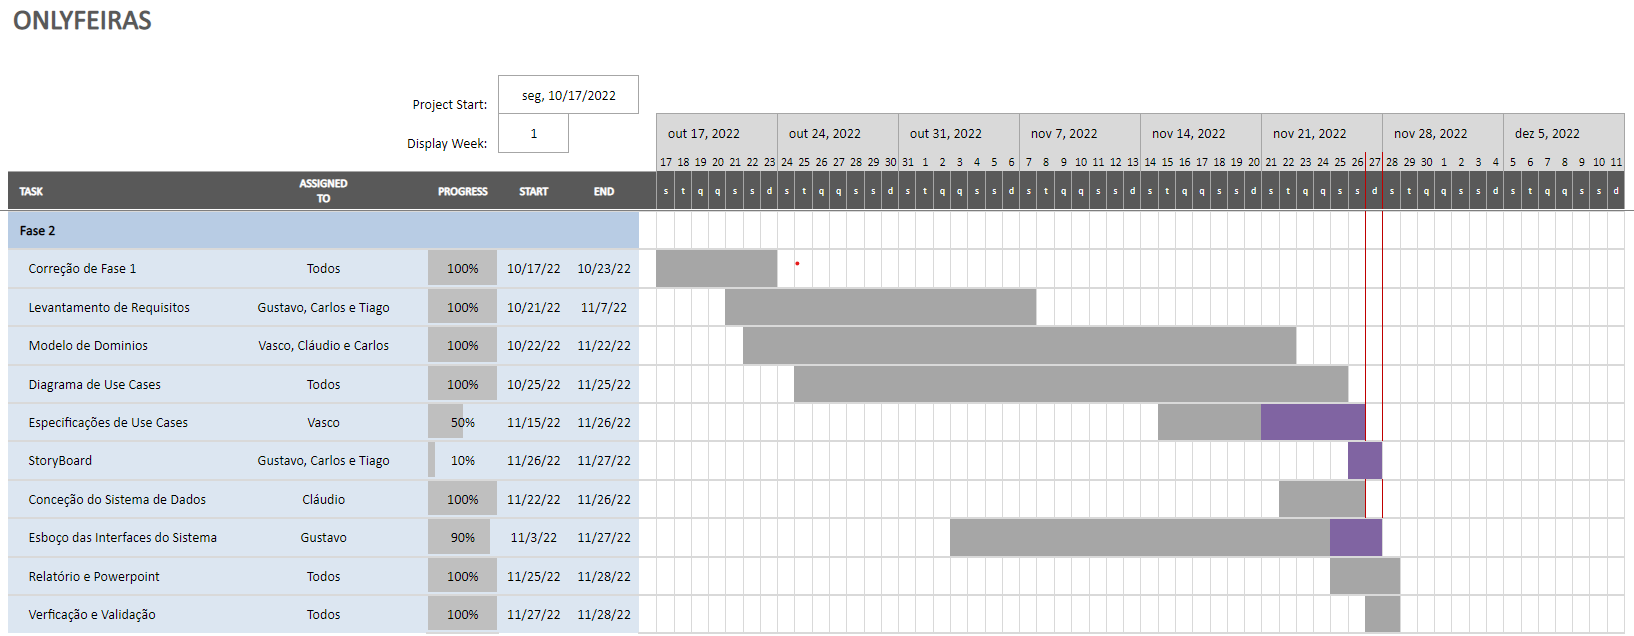 ONLYFEIRAS
Project Start: seg, 10/17/2022
Display Week: 1
out 17, 2022 out 24, 2022 out 31, 2022 nov 7, 2022 nov 14, 2022 nov 21, 2022 nov 28, 2022 dez 5, 2022
17 18 19 20 21 22 23 24 25 26 27 28 29 30 31 1 2 3 4 5 6 7 8 9 10 11 12 13 14 15 16 17 18 19 20 21 22 23 24 25 26 27 28 29 30 1 2 3 4 5 6 7 8 9 10 11
TASK ASSIGNED TO PROGRESS START END s t q q s s d s t q q s s d s t q q s s d s t q q s s d s t q q s s d s t q q s s d s t q q s s d s t q q s s d
Fase 2
Correção de Fase 1 Todos 100% 10/17/22 10/23/22
Levantamento de Requisitos Gustavo, Carlos e Tiago 100% 10/21/22 11/7/22
Modelo de Dominios Vasco, Cláudio e Carlos 100% 10/22/22 11/22/22
Diagrama de Use Cases Todos 100% 10/25/22 11/25/22
Especificações de Use Cases Vasco 50% 11/15/22 11/26/22
StoryBoard Gustavo, Carlos e Tiago 10% 11/26/22 11/27/22
Conceção do Sistema de Dados Cláudio 100% 11/22/22 11/26/22
Esboço das Interfaces do Sistema Gustavo 90% 11/3/22 11/27/22
Relatório e Powerpoint Todos 100% 11/25/22 11/28/22
Verficação e Validação Todos 100% 11/27/22 11/28/22